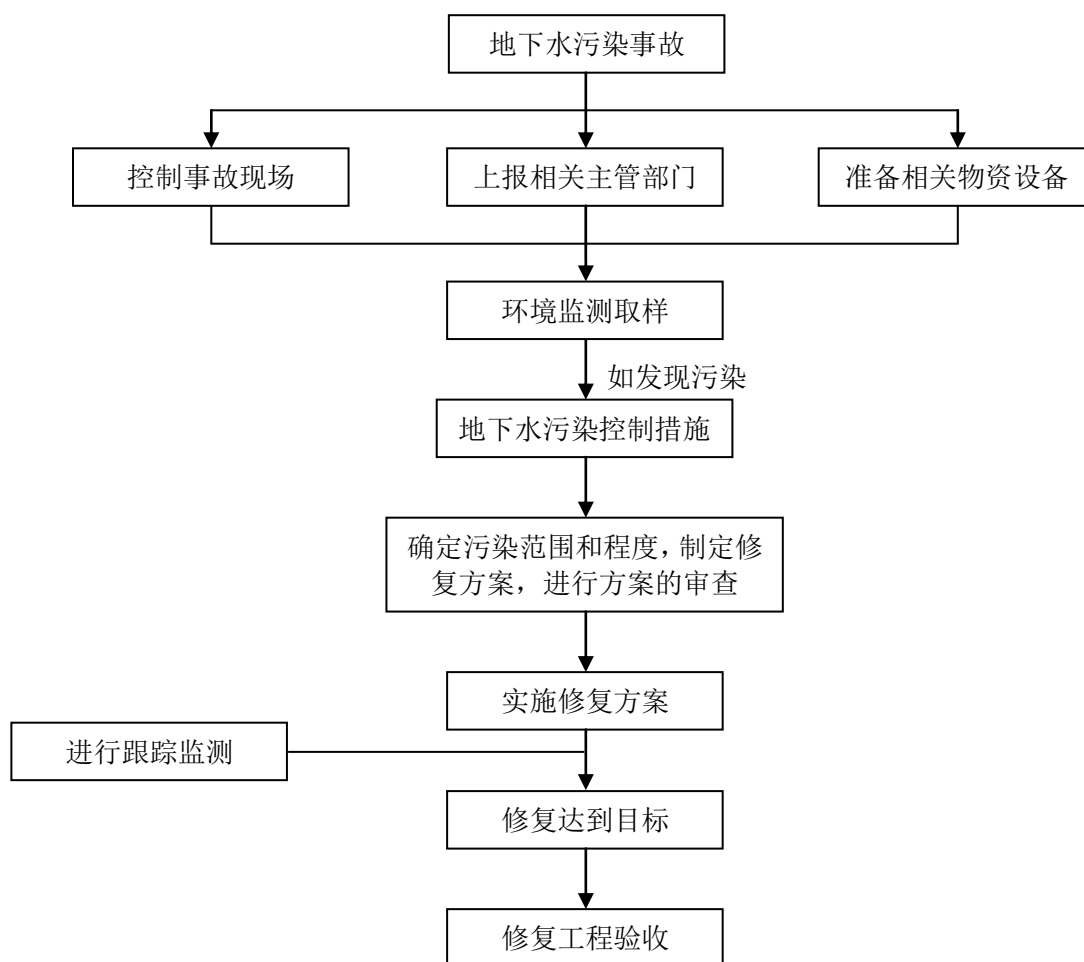 地下水污染事故
控制事故现场
上报相关主管部门
准备相关物资设备
环境监测取样
如发现污染
地下水污染控制措施
确定污染范围和程度，制定修
复方案，进行方案的审查
实施修复方案
进行跟踪监测
修复达到目标
修复工程验收